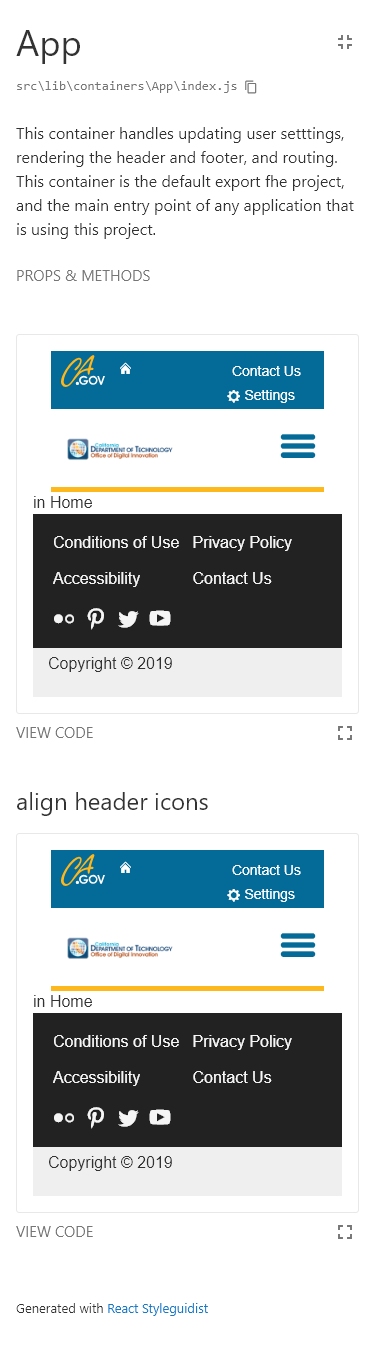 App
src\lib\containers\App\index.js
This container handles updating user setttings,
rendering the header and footer, and routing.
This container is the default export fhe project,
and the main entry point of any application that
is using this project.
PROPS & METHODS
CA.GOV Contact Us
Settings
California
DEPARTMENT OF TECHNOLOGY
Office of Digital Innovation
in Home
Conditions of Use Privacy Policy
Accessibility Contact Us
Copyright © 2019
VIEW CODE
align header icons
CA.GOV Contact Us
Settings
California
DEPARTMENT OF TECHNOLOGY
Office of Digital Innovation
in Home
Conditions of Use Privacy Policy
Accessibility Contact Us
Copyright © 2019
VIEW CODE
Generated with React Styleguidist